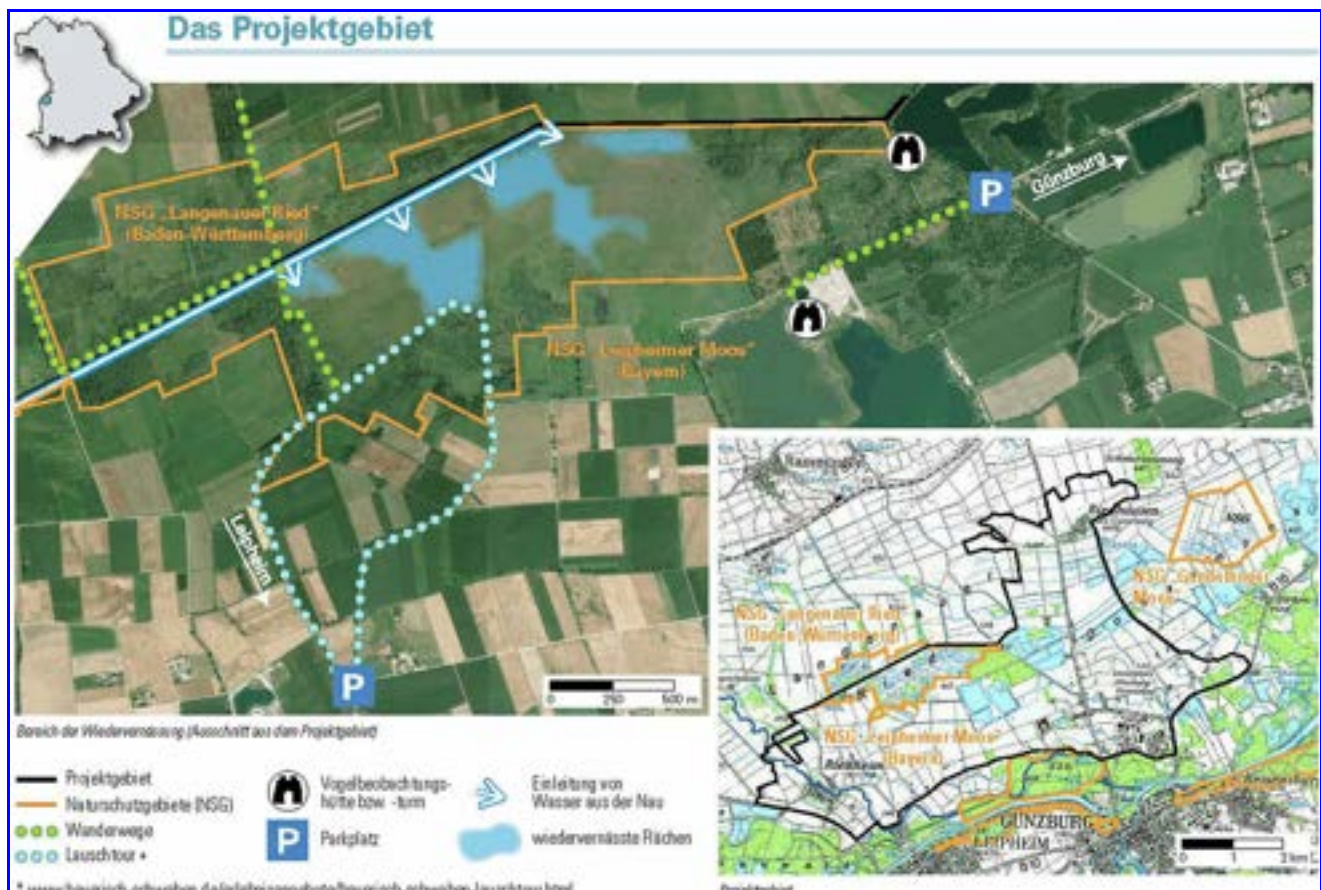 Das Projektgebiet
NSG „Langenauer Ried"
(Baden-Württemberg)
Günzburg
P
NSG „Leipheimer Moos"
(Bayern)
Leipheim
P
0 250 500 m
Bereich der Wiedervernässung (Ausschnitt aus dem Projektgebiet)
Projektgebiet
Naturschutzgebiete (NSG)
Wanderwege
Lauschtour *
Vogelbeobachtungs-
hütte bzw. -turm
P
Parkplatz
Einleitung von
Wasser aus der Nau
wiedervernässte Flächen
NSG „Langenauer Ried"
(Baden-Württemberg)
NSG „Gundelfinger
Moos"
NSG „Leipheimer Moos"
(Bayern)
GÜNZBURG
LEIPHEIM
0 1 2 km
Projektgebiet